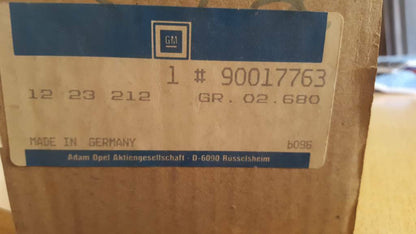 GM
1 # 90017763
12 23 212 GR. 02.680
MADE IN GERMANY b096
Adam Opel Aktiengesellschaft · D-6090 Rüsselsheim